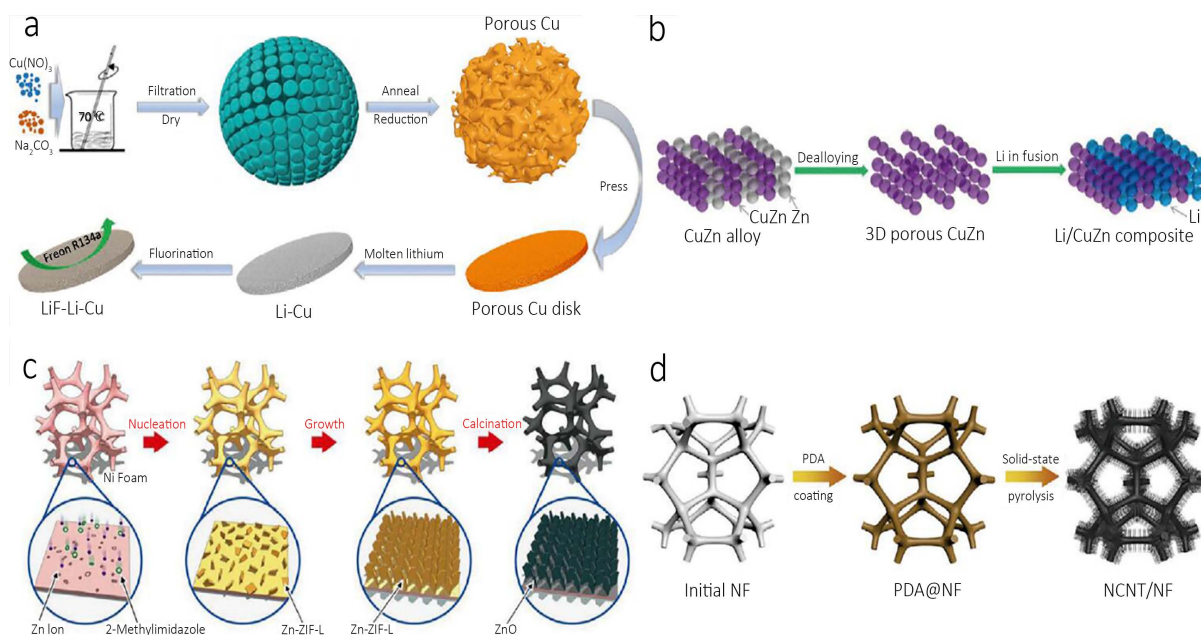 a
Cu(NO)3
70℃
Na2CO3
Filtration
Dry
Anneal
Reduction
Porous Cu
Press
Freon R134a
Fluorination
Molten lithium
LiF-Li-Cu
Li-Cu
Porous Cu disk
b
Dealloying
Li in fusion
CuZn Zn
Li
CuZn alloy
3D porous CuZn
Li/CuZn composite
c
Nucleation
Growth
Calcination
Ni Foam
Zn Ion
2-Methylimidazole
Zn-ZIF-L
Zn-ZIF-L
ZnO
d
PDA
coating
Solid-state
pyrolysis
Initial NF
PDA@NF
NCNT/NF